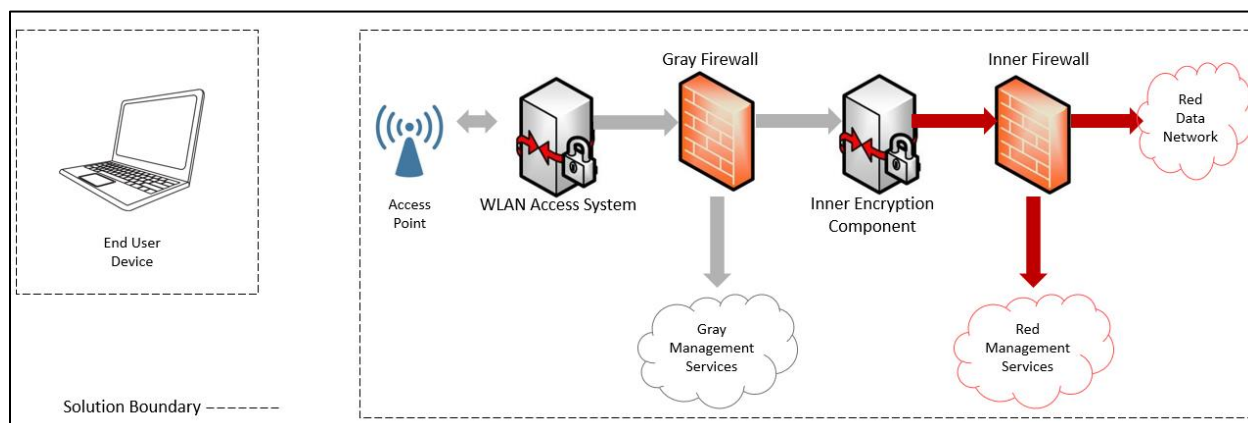 End User
Device
Solution Boundary
Access
Point
WLAN Access System
Gray Firewall
Gray
Management
Services
Inner Encryption
Component
Inner Firewall
Red
Management
Services
Red
Data
Network